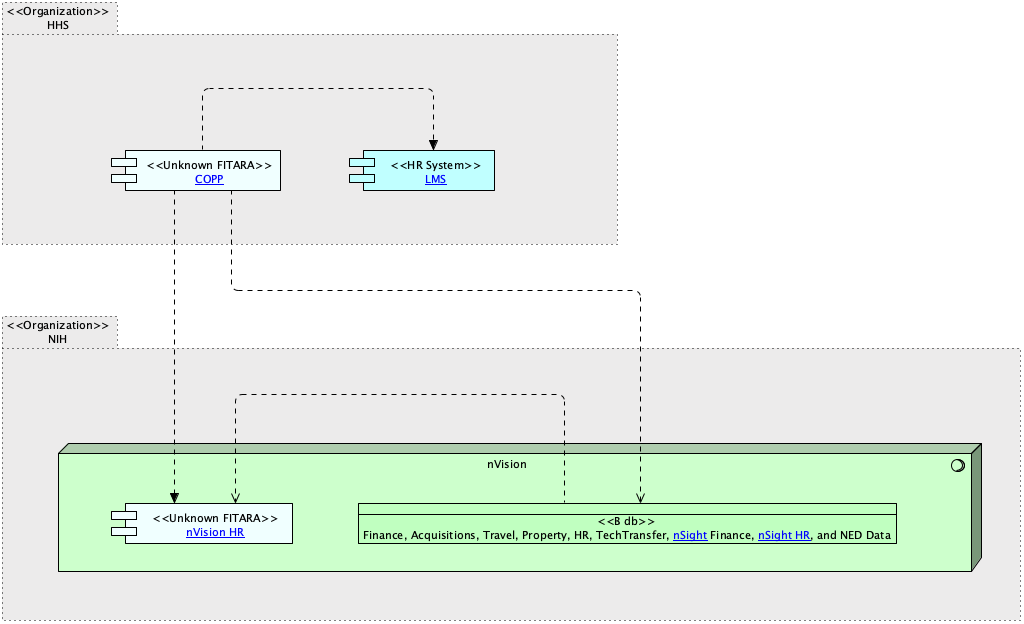 <<Organization>>
HHS
<<Unknown FITARA>>
COPP
<<HR System>>
LMS
<<Organization>>
NIH
nVision
<<Unknown FITARA>>
nVision HR
<<B db>>
Finance, Acquisitions, Travel, Property, HR, TechTransfer, nSight Finance, nSight HR, and NED Data